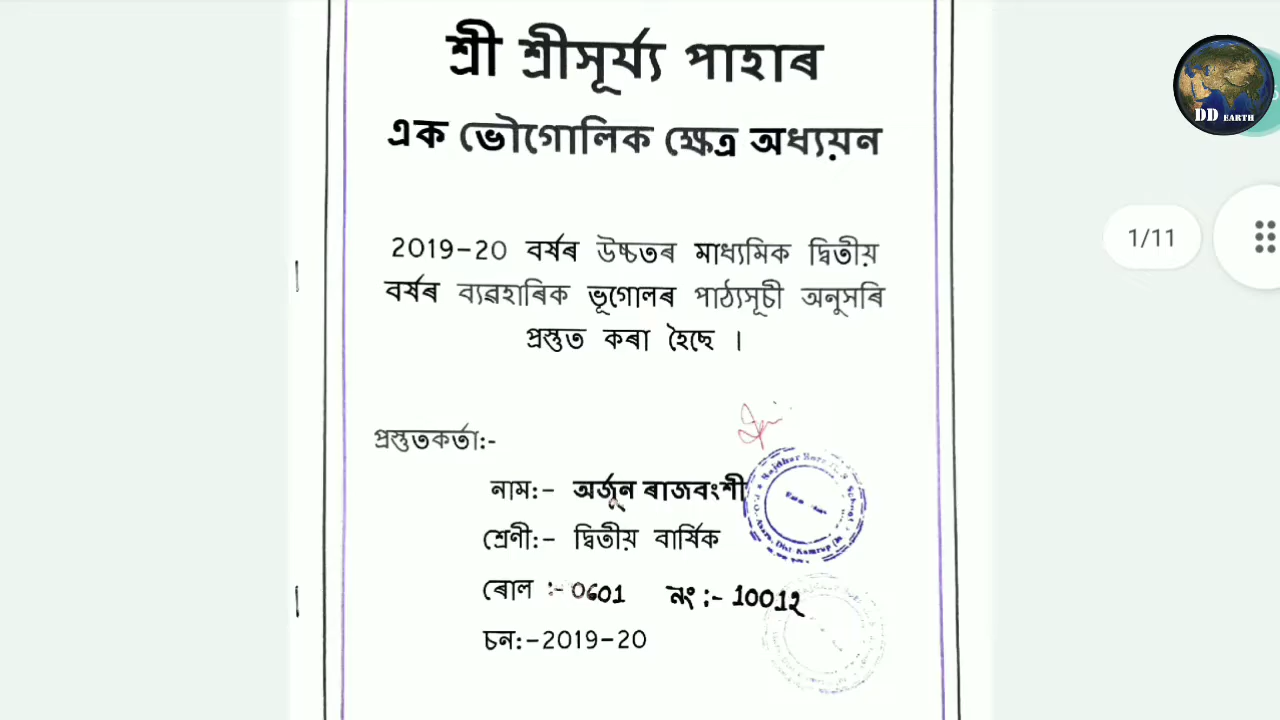 শ্রী শ্রীসূৰ্য্য পাহাৰ
এক ভৌগোলিক ক্ষেত্ৰ অধ্যয়ন
2019-20 বৰ্ষৰ উচ্চতৰ মাধ্যমিক দ্বিতীয়
বৰ্ষৰ ব্যৱহাৰিক ভূগোলৰ পাঠ্যসূচী অনুসৰি
প্ৰস্তুত কৰা হৈছে ।
প্ৰস্তুতকৰ্তা:-
নাম:- অৰ্জুন ৰাজবংশী
শ্ৰেণী:- দ্বিতীয় বাৰ্ষিক
ৰোল :- 0601 নং :- 10012
চন:-2019-20
DD EARTH
1/11